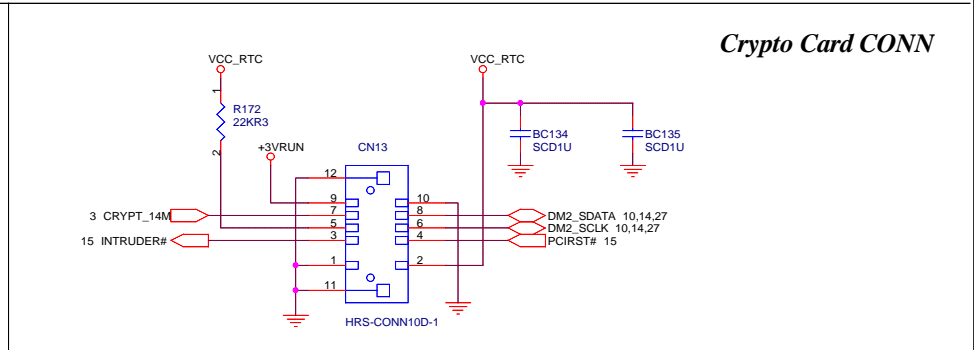 Crypto Card CONN
VCC_RTC
VCC_RTC
1
R172
22KR3
2
+3VRUN
CN13
BC134
SCD1U
BC135
SCD1U
12
9
10
3 CRYPT_14M
7
8
DM2_SDATA 10,14,27
5
6
DM2_SCLK 10,14,27
15 INTRUDER#
3
4
PCIRST# 15
1
2
11
HRS-CONN10D-1